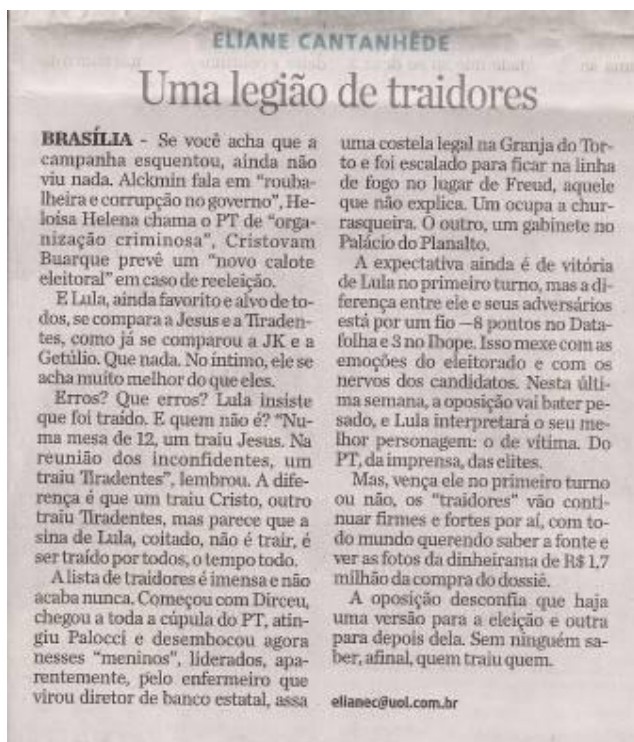 ELIANE CANTANHÊDE
Uma legião de traidores
BRASÍLIA - Se você acha que a
campanha esquentou, ainda não
viu nada. Alckmin fala em “rouba-
lheira e corrupção no governo”, He-
loisa Helena chama o PT de “orga-
nização criminosa”, Cristovam
Buarque prevê um “novo calote
eleitoral” em caso de reeleição.
E Lula, ainda favorito e alvo de to-
dos, se compara a Jesus e a Tiraden-
tes, como já se comparou a JK e a
Getúlio. Que nada. No íntimo, ele se
acha muito melhor do que eles.
Erros? Que erros? Lula insiste
que foi traído. E quem não é? “Nu-
ma mesa de 12, um traiu Jesus. Na
reunião dos inconfidentes, um
traiu Tiradentes”, lembrou. A dife-
rença é que um traiu Cristo, outro
traiu Tiradentes, mas parece que a
sina de Lula, coitado, não é trair, é
ser traído por todos, o tempo todo.
A lista de traidores é imensa e não
acaba nunca. Começou com Dirceu,
chegou a toda a cúpula do PT, atin-
giu Palocci e desembocou agora
nesses “meninos”, liderados, apa-
rentemente, pelo enfermeiro que
virou diretor de banco estatal, assa
uma costela legal na Granja do Tor-
to e foi escalado para ficar na linha
de fogo no lugar de Freud, aquele
que não explica. Um ocupa a chur-
rasqueira. O outro, um gabinete no
Palácio do Planalto.
A expectativa ainda é de vitória
de Lula no primeiro turno, mas a di-
ferença entre ele e seus adversários
está por um fio —8 pontos no Data-
folha e 3 no Ibope. Isso mexe com as
emoções do eleitorado e com os
nervos dos candidatos. Nesta últi-
ma semana, a oposição vai bater pe-
sado, e Lula interpretará o seu me-
lhor personagem: o de vítima. Do
PT, da imprensa, das elites.
Mas, vença ele no primeiro turno
ou não, os “traidores” vão conti-
nuar firmes e fortes por aí, com to-
do mundo querendo saber a fonte e
ver as fotos da dinheirama de R$ 1,7
milhão da compra do dossiê.
A oposição desconfia que haja
uma versão para a eleição e outra
para depois dela. Sem ninguém sa-
ber, afinal, quem traiu quem.
elianec@uol.com.br